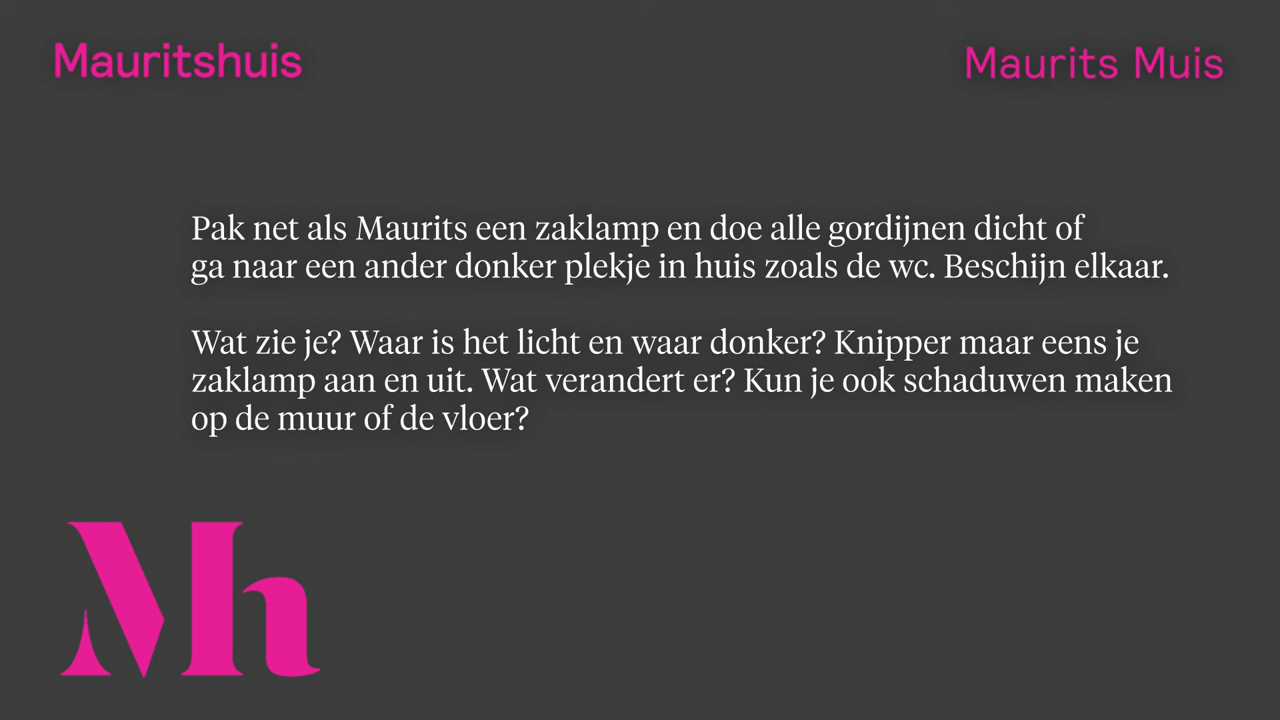 Mauritshuis
Maurits Muis
Pak net als Maurits een zaklamp en doe alle gordijnen dicht of
ga naar een ander donker plekje in huis zoals de wc. Beschijn elkaar.
Wat zie je? Waar is het licht en waar donker? Knipper maar eens je
zaklamp aan en uit. Wat verandert er? Kun je ook schaduwen maken
op de muur of de vloer?
Mh